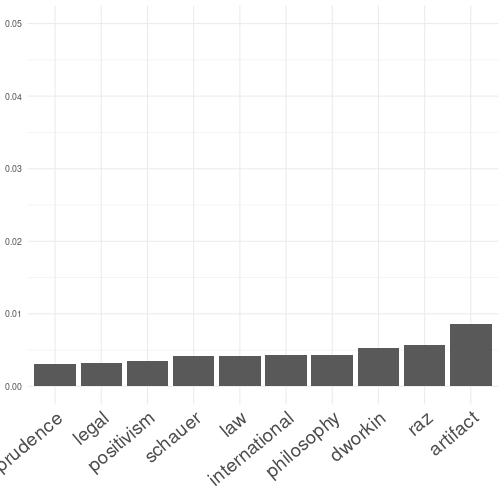 0.05
0.04
0.03
0.02
0.01
0.00
prudence
legal
positivism
schauer
law
international
philosophy
dworkin
raz
artifact